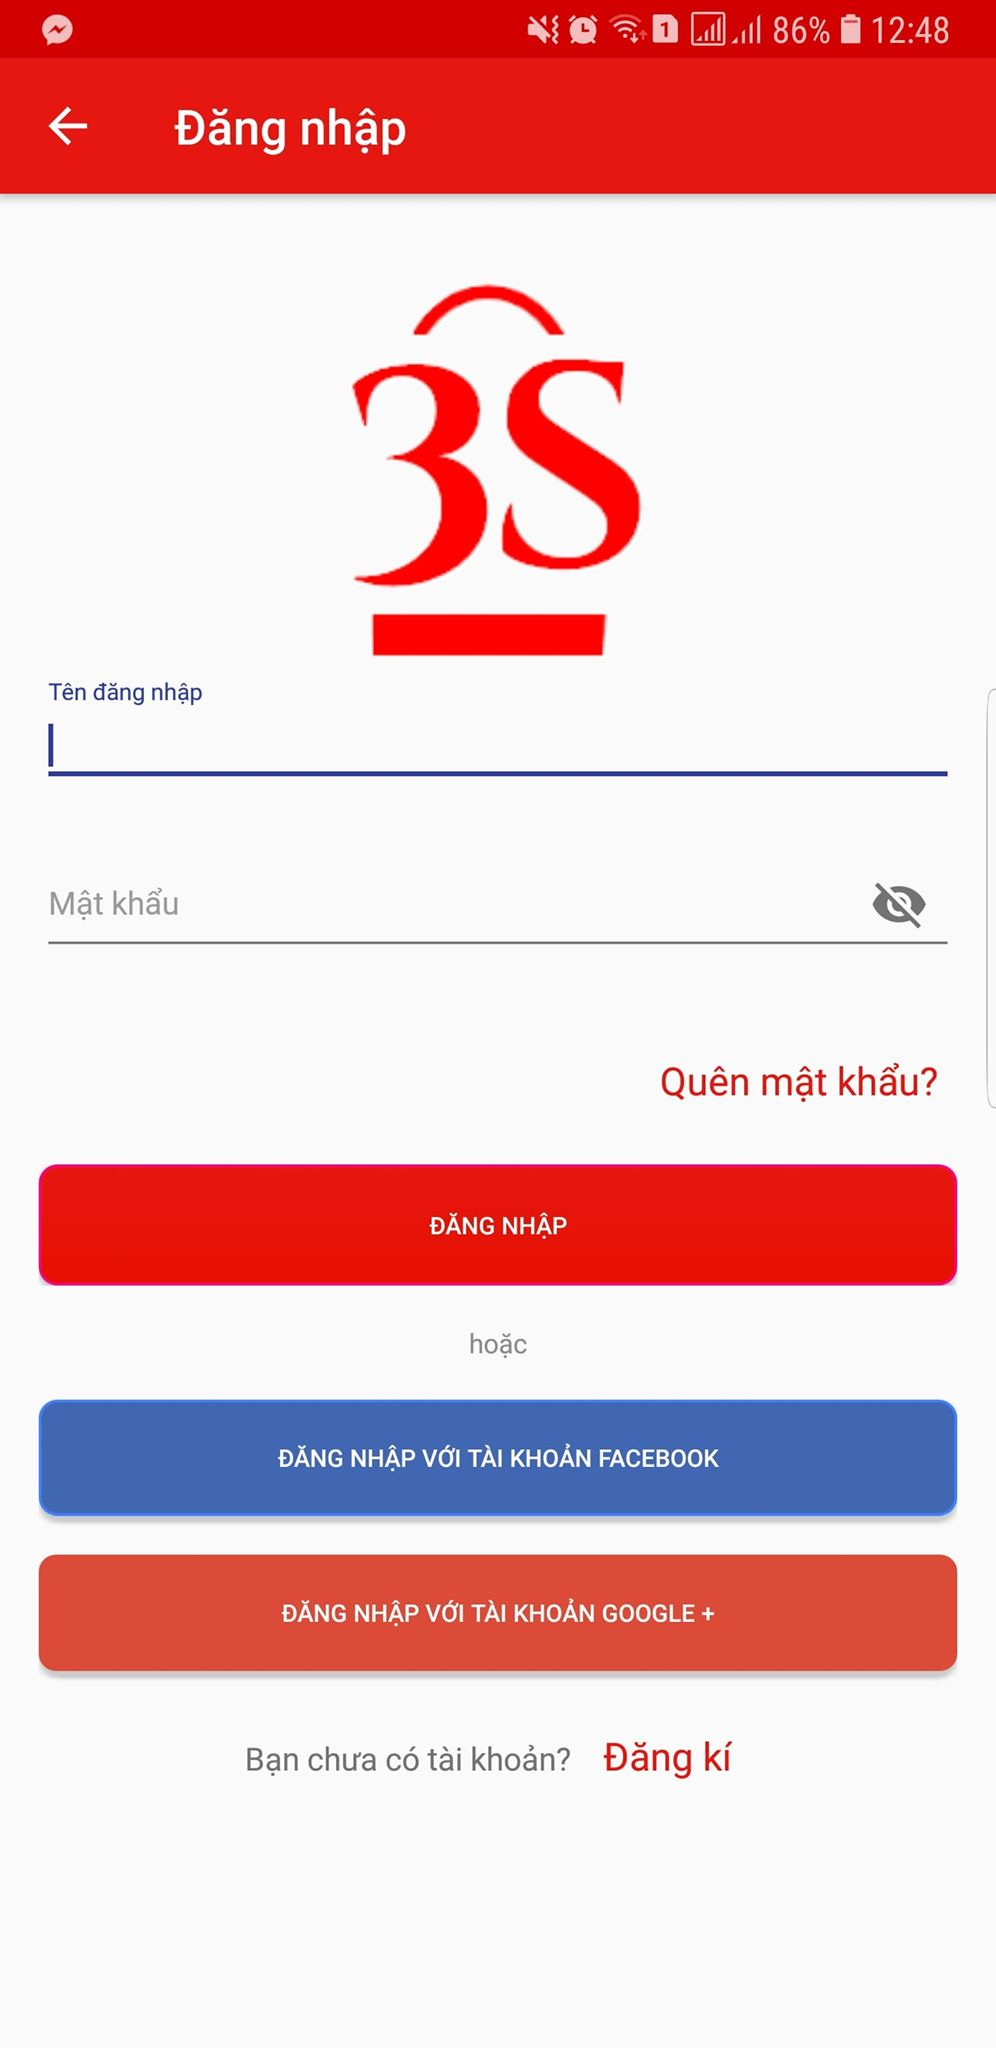 1 86% 12:48
Đăng nhập
3S
Tên đăng nhập
Mật khẩu
Quên mật khẩu?
ĐĂNG NHẬP
hoặc
ĐĂNG NHẬP VỚI TÀI KHOẢN FACEBOOK
ĐĂNG NHẬP VỚI TÀI KHOẢN GOOGLE +
Bạn chưa có tài khoản? Đăng kí